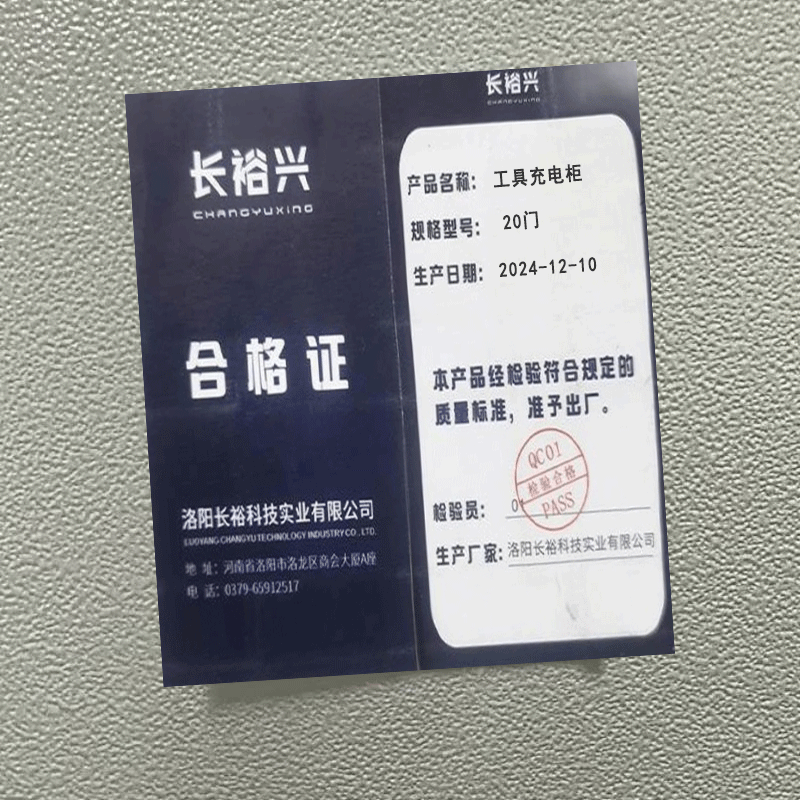 长裕兴
CHANGYUXING
合格证
洛阳长裕科技实业有限公司
LUOYANG CHANGYU TECHNOLOGY INDUSTRY CO., LTD.
地 址：河南省洛阳市洛龙区商会大厦A座
电 话：0379-65912517
长裕兴
CHANGYUXING
产品名称：工具充电柜
规格型号：20门
生产日期：2024-12-10
本产品经检验符合规定的
质量标准，准予出厂。
QC01
检验合格
PASS
检验员：
生产厂家：洛阳长裕科技实业有限公司